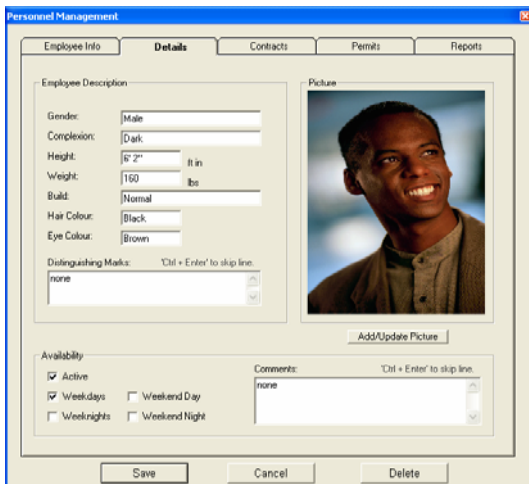 Personnel Management
Employee Info Details Contracts Permits Reports
Employee Description
Gender: Male
Complexion: Dark
Height: 6' 2" ft in
Weight: 160 lbs
Build: Normal
Hair Colour: Black
Eye Colour: Brown
Distinguishing Marks: 'Ctrl + Enter' to skip line.
none
Picture
Add/Update Picture
Availability
Active
Weekdays Weekend Day
Weeknights Weekend Night
Comments: 'Ctrl + Enter' to skip line.
none
Save Cancel Delete